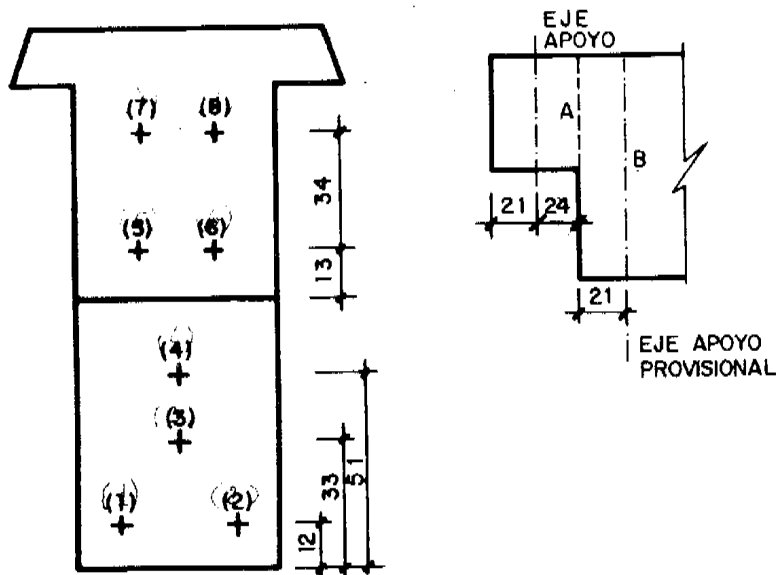 EJE
APOYO
(7) (8)
A
B
34
(5) (6)
13
21 24
21
(4)
EJE APOYO
PROVISIONAL
(3)
51
33
(1) (2)
12